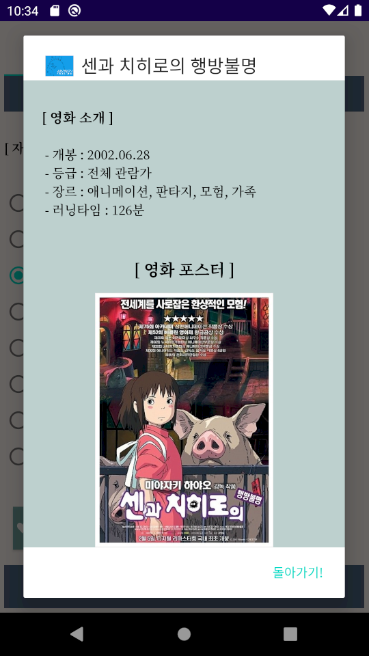 10:34
센과 치히로의 행방불명
[ 영화 소개 ]
[ 자
- 개봉 : 2002.06.28
- 등급 : 전체 관람가
- 장르 : 애니메이션, 판타지, 모험, 가족
- 러닝타임 : 126분
[ 영화 포스터 ]
전세계를 사로잡은 환상적인 모험!
★★★★★
미야자키 하야오 감독 작품
센과 치히로의
행방불명
돌아가기!